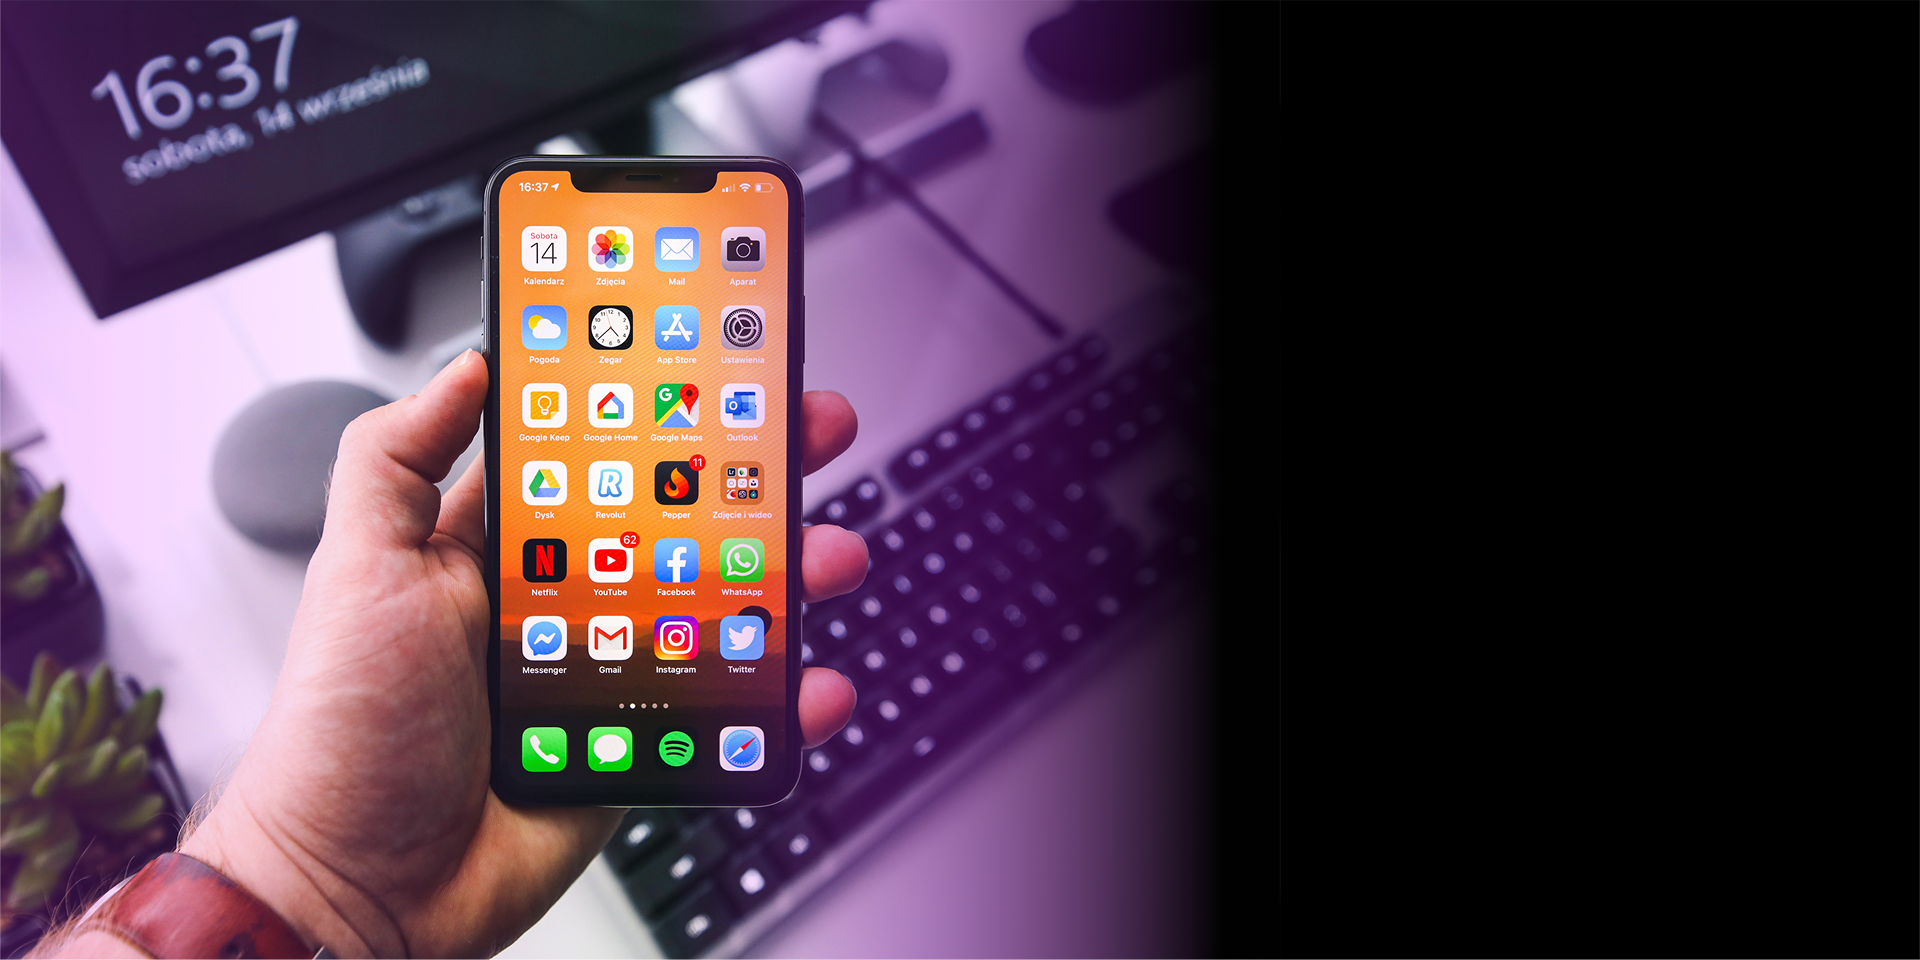 16:37
sobota, 14 września
16:37
Sobota
14
Kalendarz
Zdjęcia
Mail
Aparat
Pogoda
Zegar
App Store
Ustawienia
Google Keep
Google Home
G
Google Maps
Outlook
11
Dysk
Revolut
Pepper
Zdjęcie i wideo
62
Netflix
YouTube
Facebook
WhatsApp
Messenger
Gmail
Instagram
Twitter